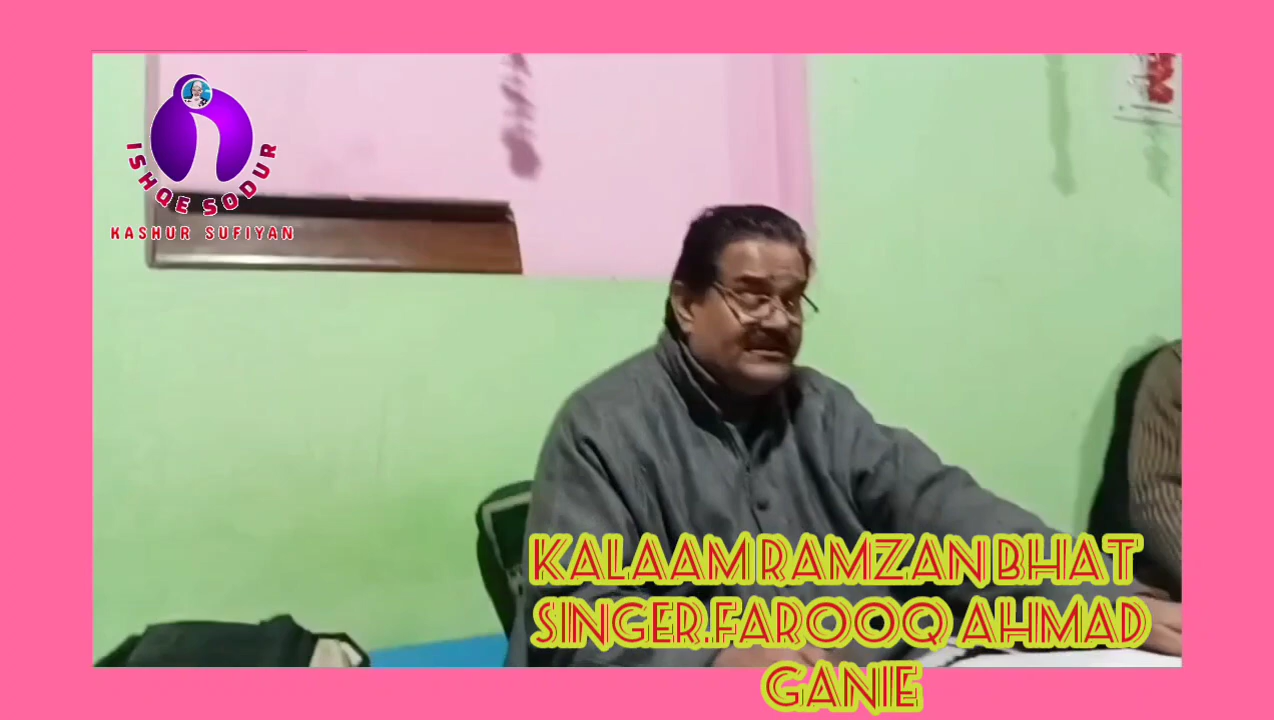 ISHQE SODUR
KASHUR SUFIYAN
KALAAM RAMZAN BHAT
SINGER.FAROOQ AHMAD
GANIE